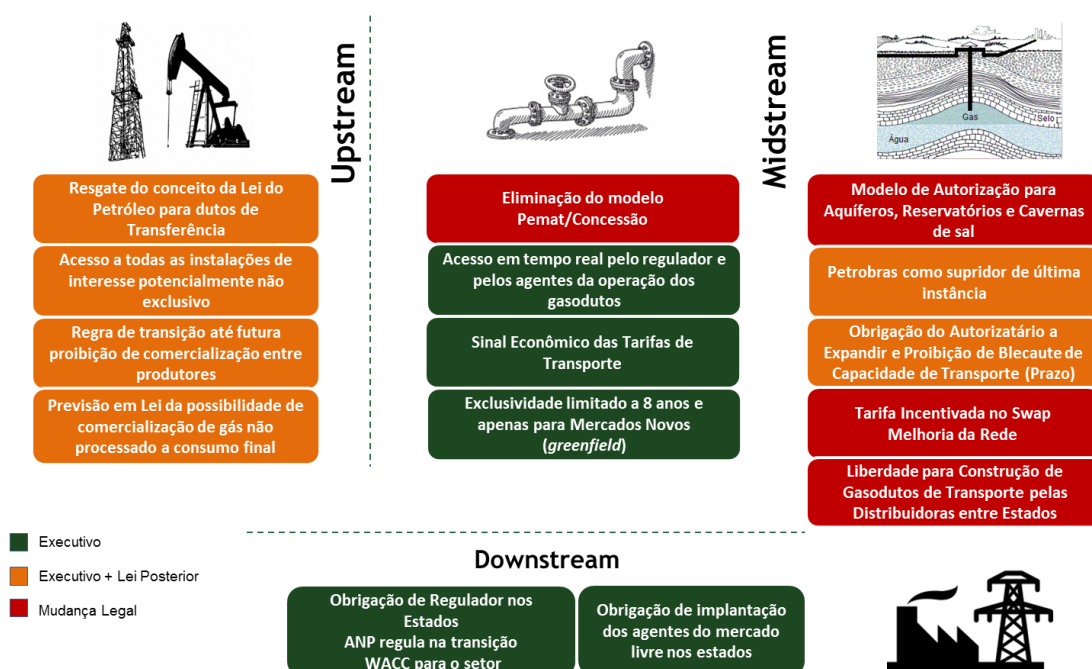 Upstream
Resgate do conceito da Lei do
Petróleo para dutos de
Transferência
Acesso a todas as instalações de
interesse potencialmente não
exclusivo
Regra de transição até futura
proibição de comercialização entre
produtores
Previsão em Lei da possibilidade de
comercialização de gás não
processado a consumo final
Midstream
Eliminação do modelo
Pemat/Concessão
Acesso em tempo real pelo regulador e
pelos agentes da operação dos
gasodutos
Sinal Econômico das Tarifas de
Transporte
Exclusividade limitado a 8 anos e
apenas para Mercados Novos
(greenfield)
Gas
Selo
Água
Modelo de Autorização para
Aquíferos, Reservatórios e Cavernas
de sal
Petrobras como supridor de última
instância
Obrigação do Autorizatário a
Expandir e Proibição de Blecaute de
Capacidade de Transporte (Prazo)
Tarifa Incentivada no Swap
Melhoria da Rede
Liberdade para Construção de
Gasodutos de Transporte pelas
Distribuidoras entre Estados
Executivo
Executivo + Lei Posterior
Mudança Legal
Downstream
Obrigação de Regulador nos
Estados
ANP regula na transição
WACC para o setor
Obrigação de implantação
dos agentes do mercado
livre nos estados